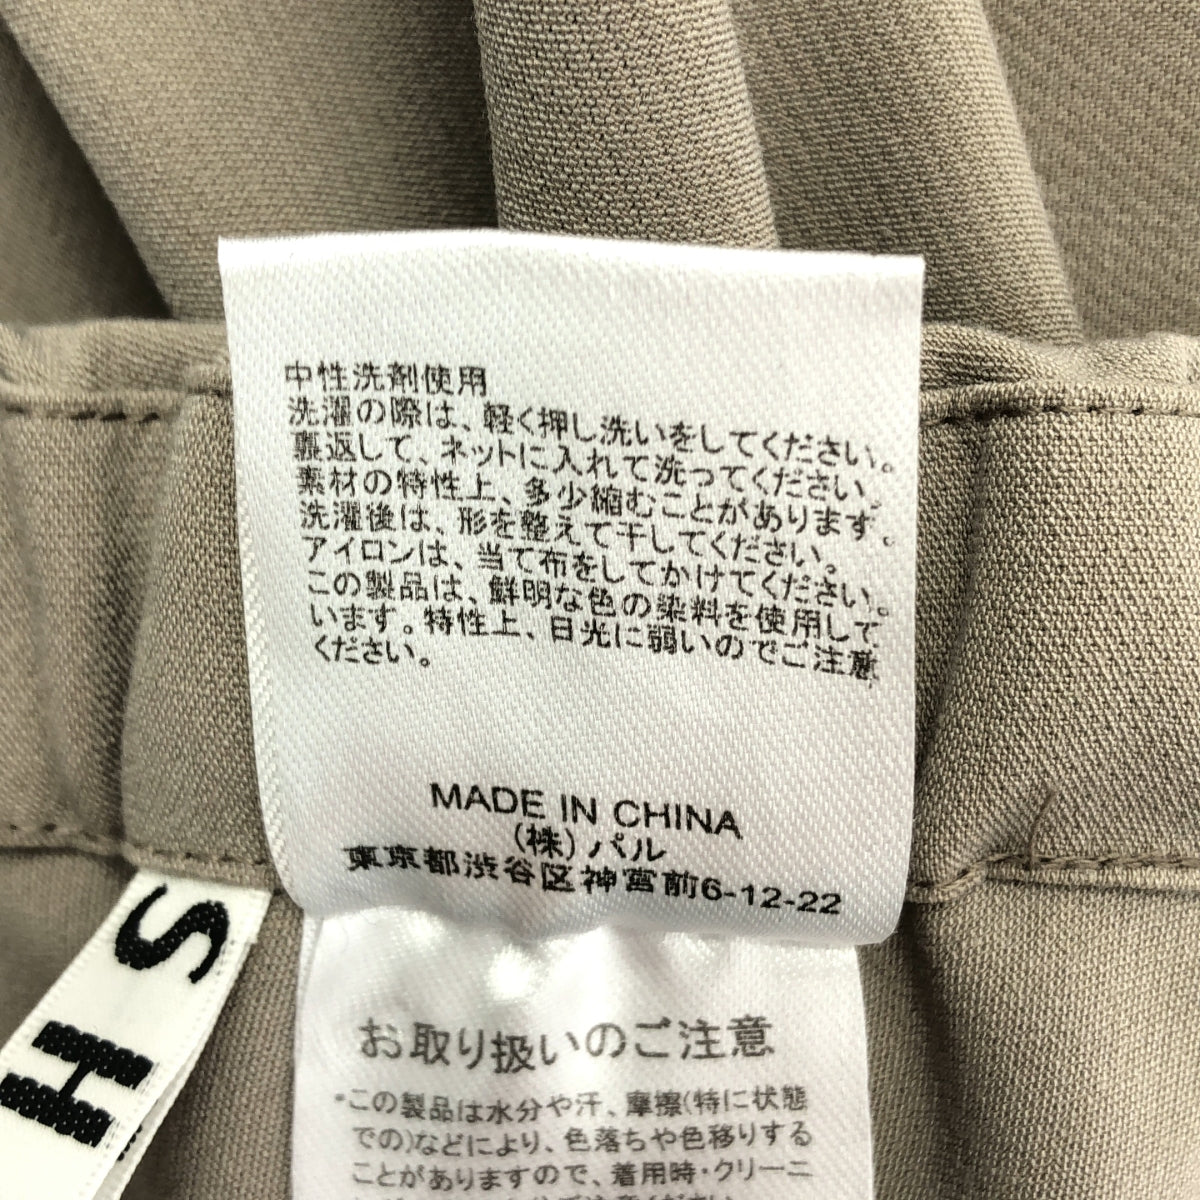 中性洗剤使用
洗濯の際は、軽く押し洗いをしてください。
裏返して、ネットに入れて洗ってください。
素材の特性上、多少縮むことがあります。
洗濯後は、形を整えて干してください。
アイロンは、当て布をしてかけてください。
この製品は、鮮明な色の染料を使用して
います。特性上、日光に弱いのでご注意
ください。
MADE IN CHINA
(株)パル
東京都渋谷区神宮前6-12-22
お取り扱いのご注意
*この製品は水分や汗、摩擦(特に状態
での)などにより、色落ちや色移りする
ことがありますので、着用時・クリーニ
H S